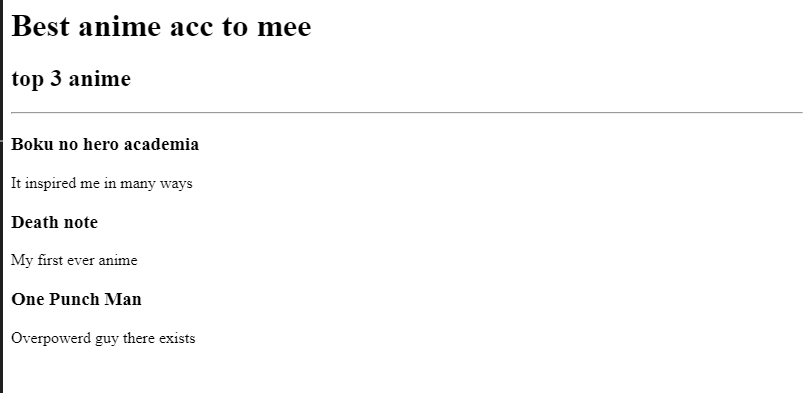 Best anime acc to mee
top 3 anime
Boku no hero academia
It inspired me in many ways
Death note
My first ever anime
One Punch Man
Overpowerd guy there exists